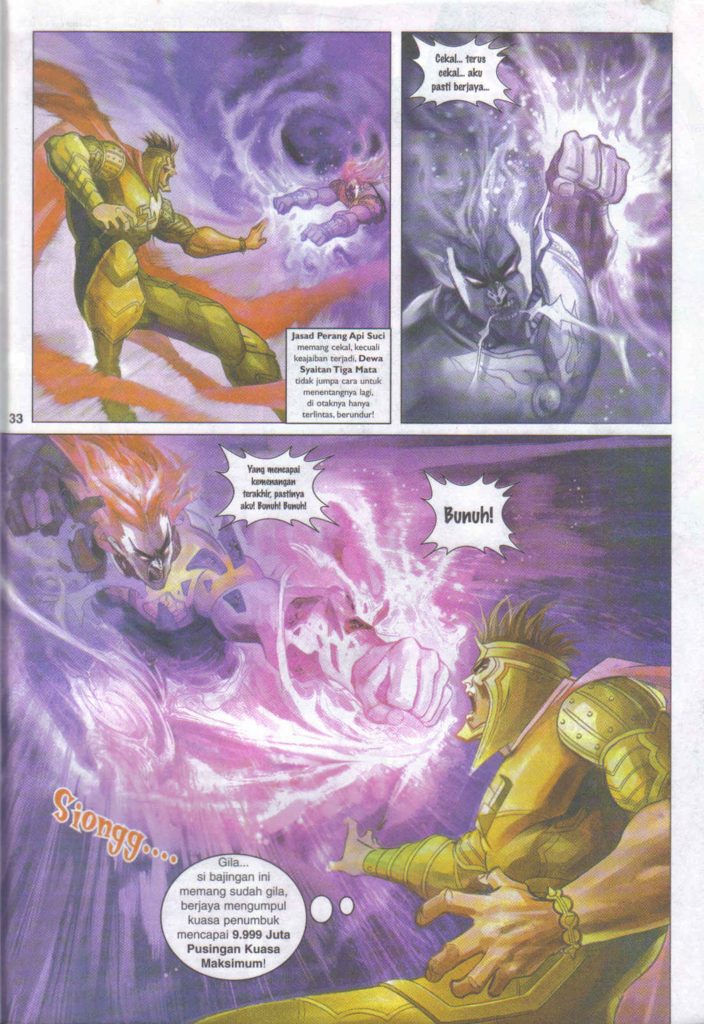 Jasad Perang Api Suci
memang cekal, kecuali
keajaiban terjadi, Dewa
Syaitan Tiga Mata
tidak jumpa cara untuk
menentangnya lagi,
di otaknya hanya
terlintas, berundur!
Cekal... terus
cekal... aku
pasti berjaya...
33
Yang mencapai
kemenangan
terakhir, pastinya
aku! Bunuh! Bunuh!
Bunuh!
Siongg....
Gila...
si bajingan ini
memang sudah gila,
berjaya mengumpul
kuasa penumbuk
mencapai 9.999 Juta
Pusingan Kuasa
Maksimum!